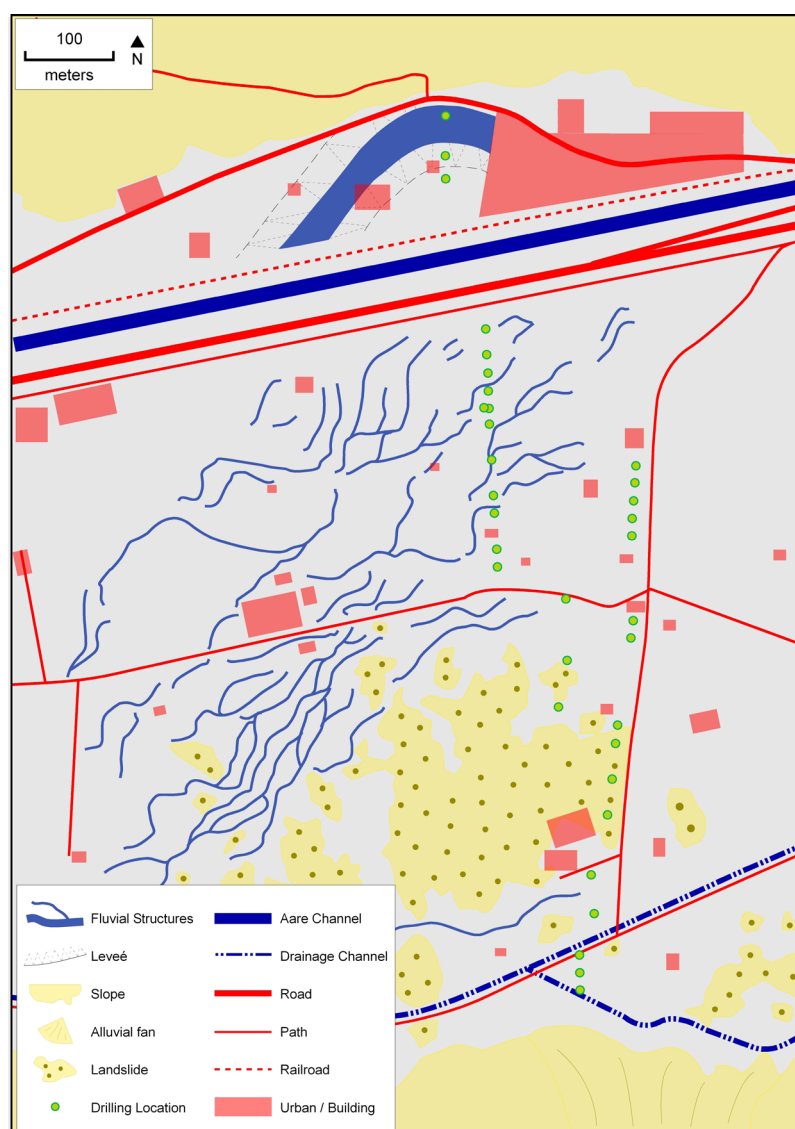 100
N
meters
Fluvial Structures
Leveé
Slope
Alluvial fan
Landslide
Drilling Location
Aare Channel
Drainage Channel
Road
Path
Railroad
Urban / Building